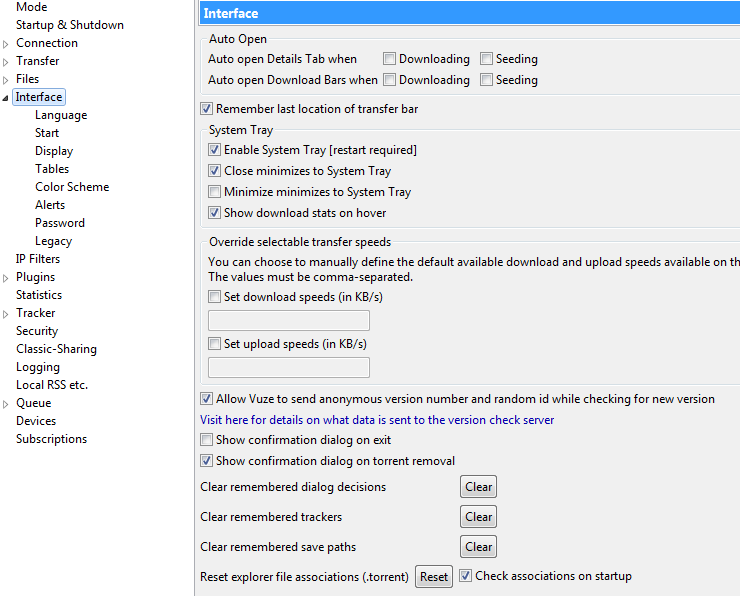 Mode
Startup & Shutdown
Connection
Transfer
Files
Interface
Language
Start
Display
Tables
Color Scheme
Alerts
Password
Legacy
IP Filters
Plugins
Statistics
Tracker
Security
Classic-Sharing
Logging
Local RSS etc.
Queue
Devices
Subscriptions
Interface
Auto Open
Auto open Details Tab when Downloading Seeding
Auto open Download Bars when Downloading Seeding
Remember last location of transfer bar
System Tray
Enable System Tray [restart required]
Close minimizes to System Tray
Minimize minimizes to System Tray
Show download stats on hover
Override selectable transfer speeds
You can choose to manually define the default available download and upload speeds available on th
The values must be comma-separated.
Set download speeds (in KB/s)
Set upload speeds (in KB/s)
Allow Vuze to send anonymous version number and random id while checking for new version
Visit here for details on what data is sent to the version check server
Show confirmation dialog on exit
Show confirmation dialog on torrent removal
Clear remembered dialog decisions Clear
Clear remembered trackers Clear
Clear remembered save paths Clear
Reset explorer file associations (.torrent) Reset Check associations on startup